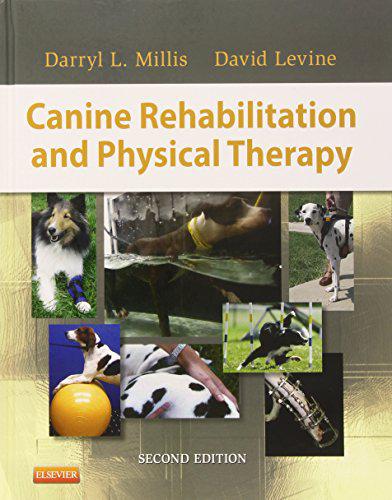 Darryl L. Millis David Levine
Canine Rehabilitation
and Physical Therapy
SECOND EDITION
ELSEVIER